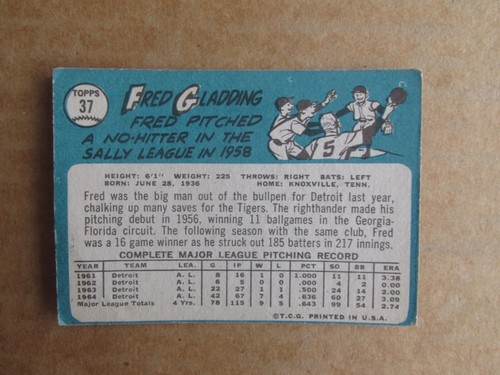 TOPPS
37
FRED GLADDING
FRED PITCHED
A NO-HITTER IN THE
SALLY LEAGUE IN 1958
5
HEIGHT: 6'1" WEIGHT: 225 THROWS: RIGHT BATS: LEFT
BORN: JUNE 28, 1936 HOME: KNOXVILLE, TENN.
Fred was the big man out of the bullpen for Detroit last year,
chalking up many saves for the Tigers. The righthander made his
pitching debut in 1956, winning 11 ballgames in the Georgia-
Florida circuit. The following season with the same club, Fred
was a 16 game winner as he struck out 185 batters in 217 innings.
COMPLETE MAJOR LEAGUE PITCHING RECORD
YEAR TEAM LEA. G IP W L PCT SO BB ERA
1961 Detroit A.L. 8 16 1 0 1.000 11 11 3.38
1962 Detroit A.L. 6 5 0 0 .000 4 2 0.00
1963 Detroit A.L. 22 27 1 1 .500 24 14 2.00
1964 Detroit A.L. 42 67 7 4 .636 60 27 3.09
Major League Totals 4 Yrs. 78 115 9 5 .643 99 54 2.74
©T.C.G. PRINTED IN U.S.A.